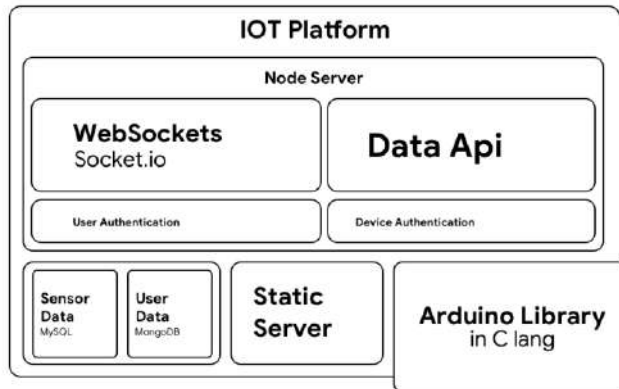 IOT Platform
Node Server
WebSockets
Socket.io
Data Api
User Authentication
Device Authentication
Sensor
Data
MySQL
User
Data
MongoDB
Static
Server
Arduino Library
in C lang